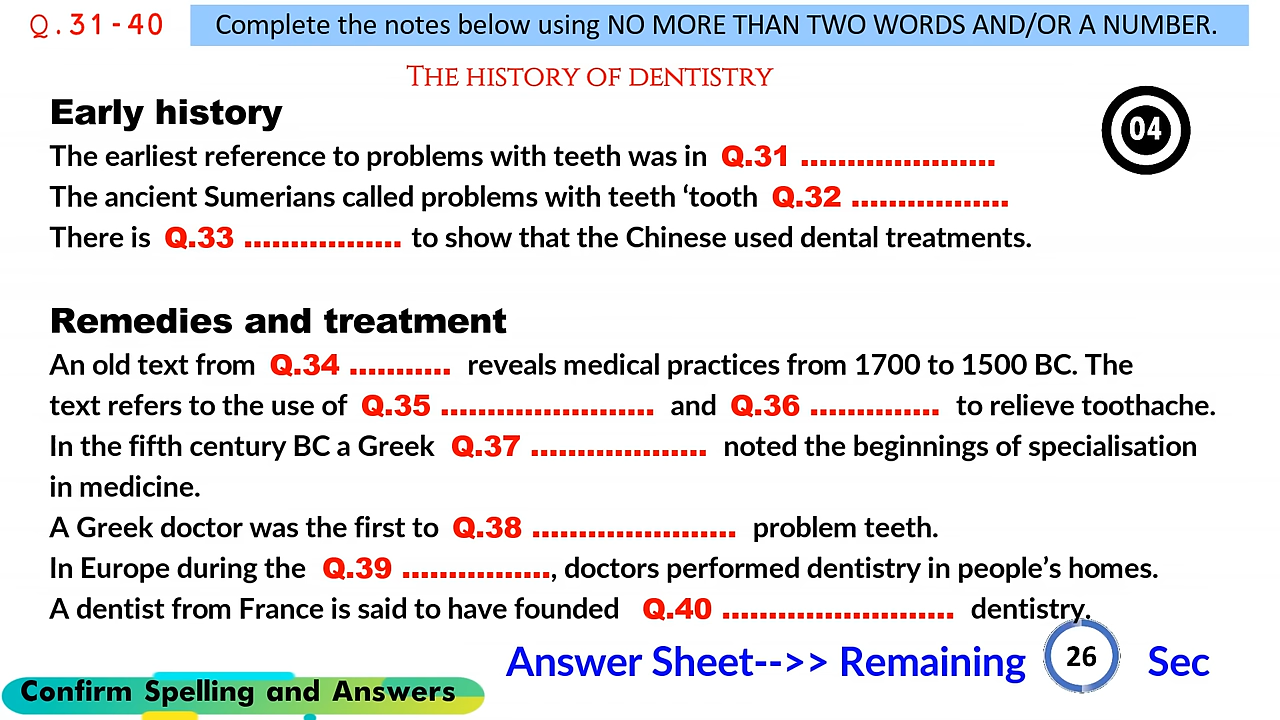 Q.31-40 Complete the notes below using NO MORE THAN TWO WORDS AND/OR A NUMBER.
THE HISTORY OF DENTISTRY
Early history
04
The earliest reference to problems with teeth was in Q.31 .....................
The ancient Sumerians called problems with teeth ‘tooth Q.32 .................
There is Q.33 ................. to show that the Chinese used dental treatments.
Remedies and treatment
An old text from Q.34 ........... reveals medical practices from 1700 to 1500 BC. The
text refers to the use of Q.35 ....................... and Q.36 .............. to relieve toothache.
In the fifth century BC a Greek Q.37 ................... noted the beginnings of specialisation
in medicine.
A Greek doctor was the first to Q.38 ...................... problem teeth.
In Europe during the Q.39 ................, doctors performed dentistry in people’s homes.
A dentist from France is said to have founded Q.40 ......................... dentistry.
Answer Sheet-->> Remaining 26 Sec
Confirm Spelling and Answers